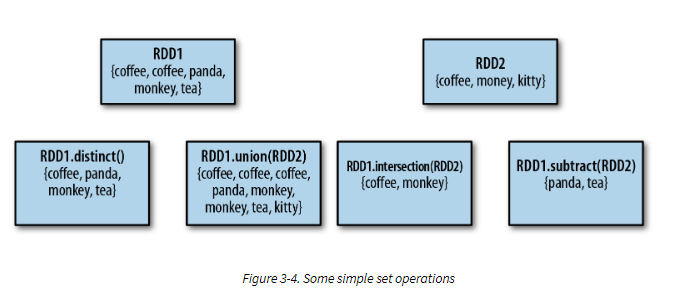 RDD1
{coffee, coffee, panda,
monkey, tea}
RDD2
{coffee, money, kitty}
RDD1.distinct()
{coffee, panda,
monkey, tea}
RDD1.union(RDD2)
{coffee, coffee, coffee,
panda, monkey,
monkey, tea, kitty}
RDD1.intersection(RDD2)
{coffee, monkey}
RDD1.subtract(RDD2)
{panda, tea}
Figure 3-4. Some simple set operations